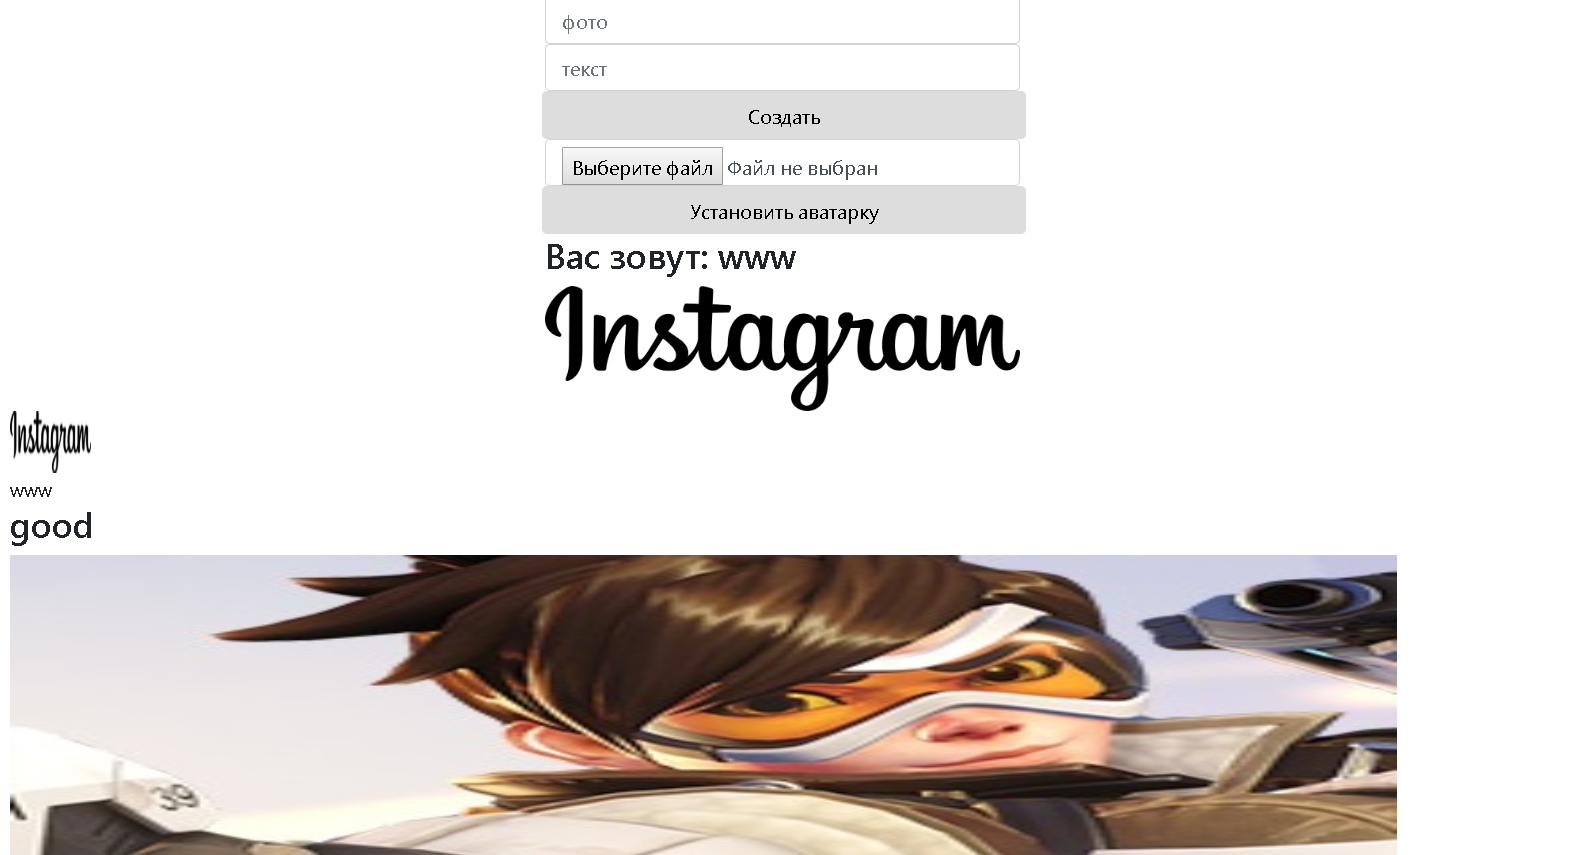 фото
текст
Создать
Выберите файл Файл не выбран
Установить аватарку
Вас зовут: www
Instagram
Instagram
www
good
39